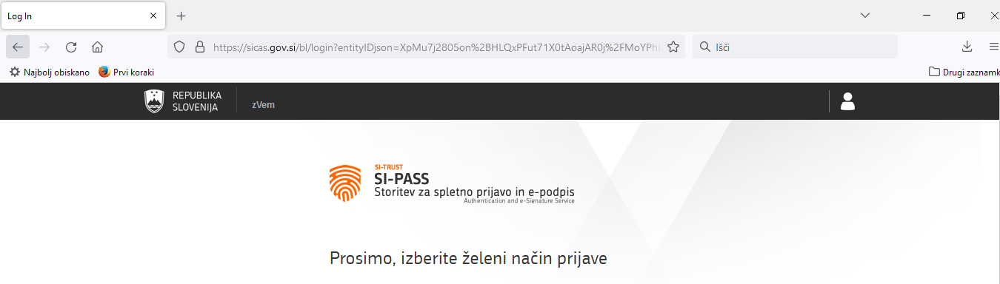 Log In
https://sicas.gov.si/bl/login?entityIDjson=XpMu7j2805on%2BHLQxPFut71X0tAoajAR0j%2FMoYPhL
Išči
Najbolj obiskano
Prvi koraki
Drugi zaznamk
REPUBLIKA
SLOVENIJA
zVem
SI-TRUST
SI-PASS
Storitev za spletno prijavo in e-podpis
Authentication and e-Signature Service
Prosimo, izberite želeni način prijave